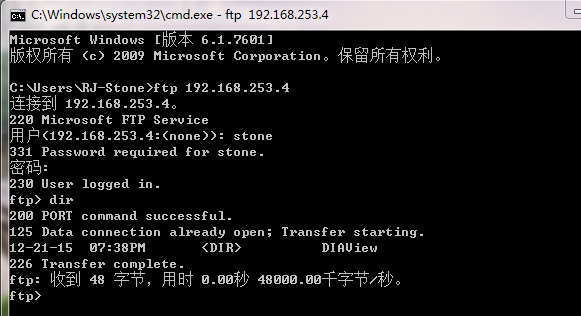 C:\Windows\system32\cmd.exe - ftp  192.168.253.4
Microsoft Windows [版本 6.1.7601]
版权所有 (c) 2009 Microsoft Corporation。保留所有权利。
C:\Users\RJ-Stone>ftp 192.168.253.4
连接到 192.168.253.4。
220 Microsoft FTP Service
用户(192.168.253.4:(none)): stone
331 Password required for stone.
密码:
230 User logged in.
ftp> dir
200 PORT command successful.
125 Data connection already open; Transfer starting.
12-21-15  07:38PM       <DIR>          DIAView
226 Transfer complete.
ftp: 收到 48 字节，用时 0.00秒 48000.00千字节/秒。
ftp>